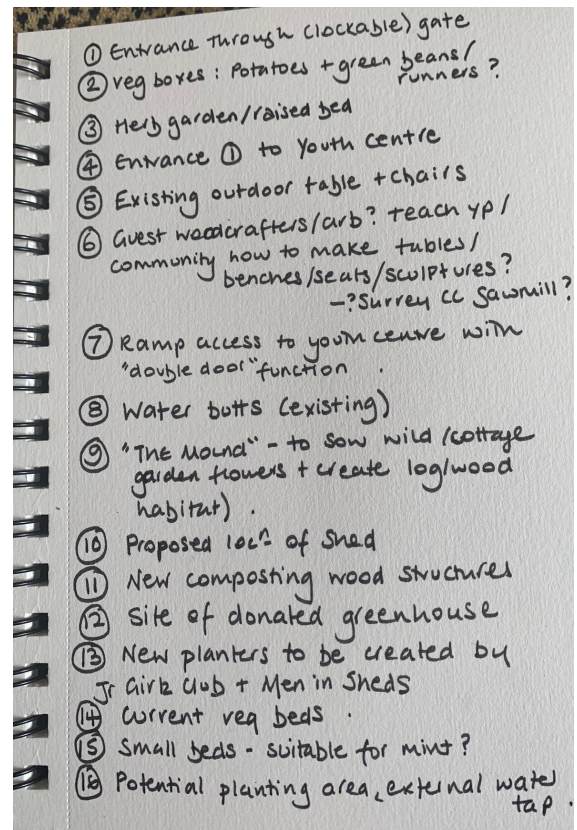 ① Entrance through (lockable) gate
② veg boxes : Potatoes + green beans/
runners ?
③ Herb garden/raised bed
④ Entrance ① to Youth Centre
⑤ Existing outdoor table + chairs
⑥ Guest woodcrafters/arb? teach yp/
community how to make tables/
benches/seats/sculptures?
-?Surrey CC Sawmill?
⑦ Ramp access to youth centre with
"double door" function .
⑧ Water butts (existing)
⑨ "THE MOUND" - to sow wild/cottage
garden flowers + create log/wood
habitat) .
⑩ Proposed locn of Shed
⑪ New composting wood structures
⑫ Site of donated greenhouse
⑬ New planters to be created by
Jr Girls Club + Men in Sheds
⑭ Current veg beds .
⑮ Small beds - suitable for mint ?
⑯ Potential planting area, external water
tap .